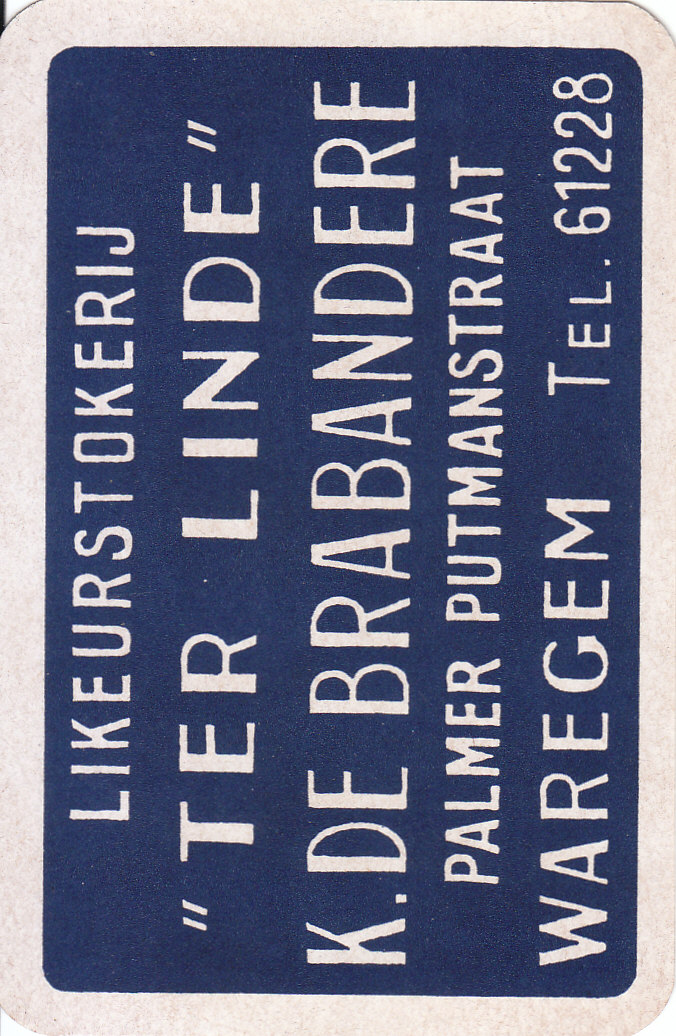 LIKEURSTOKERIJ
"TER LINDE"
K. DE BRABANDERE
PALMER PUTMANSTRAAT
WAREGEM TEL. 61228